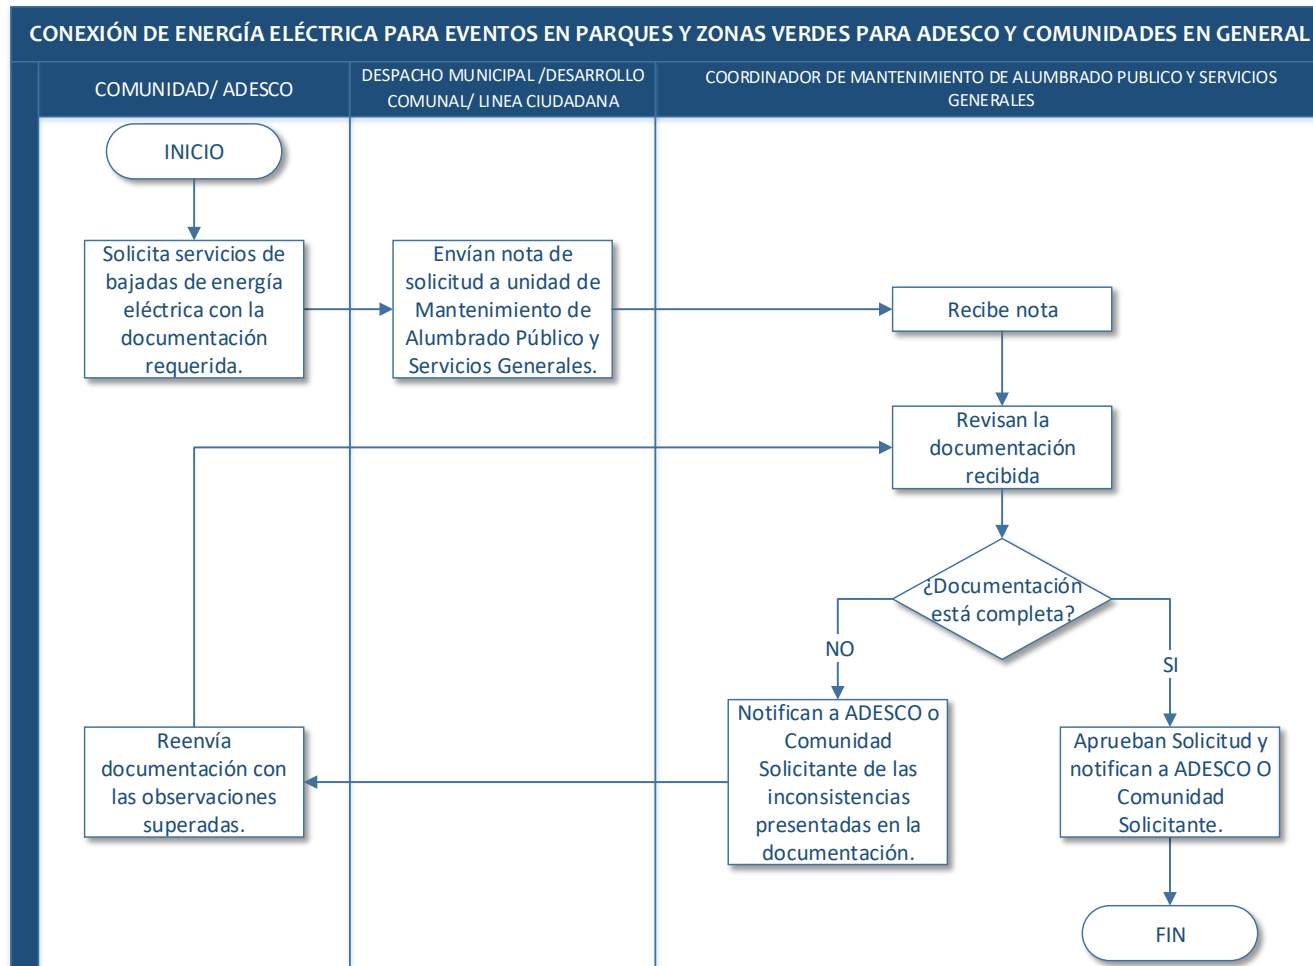 CONEXIÓN DE ENERGÍA ELÉCTRICA PARA EVENTOS EN PARQUES Y ZONAS VERDES PARA ADESCO Y COMUNIDADES EN GENERAL
COMUNIDAD/ ADESCO
DESPACHO MUNICIPAL /DESARROLLO
COMUNAL/ LINEA CIUDADANA
COORDINADOR DE MANTENIMIENTO DE ALUMBRADO PUBLICO Y SERVICIOS
GENERALES
INICIO
Solicita servicios de
bajadas de energía
eléctrica con la
documentación
requerida.
Envían nota de
solicitud a unidad de
Mantenimiento de
Alumbrado Público y
Servicios Generales.
Recibe nota
Revisan la
documentación
recibida
¿Documentación
está completa?
NO
SI
Notifican a ADESCO o
Comunidad
Solicitante de las
inconsistencias
presentadas en la
documentación.
Reenvía
documentación con
las observaciones
superadas.
Aprueban Solicitud y
notifican a ADESCO O
Comunidad
Solicitante.
FIN